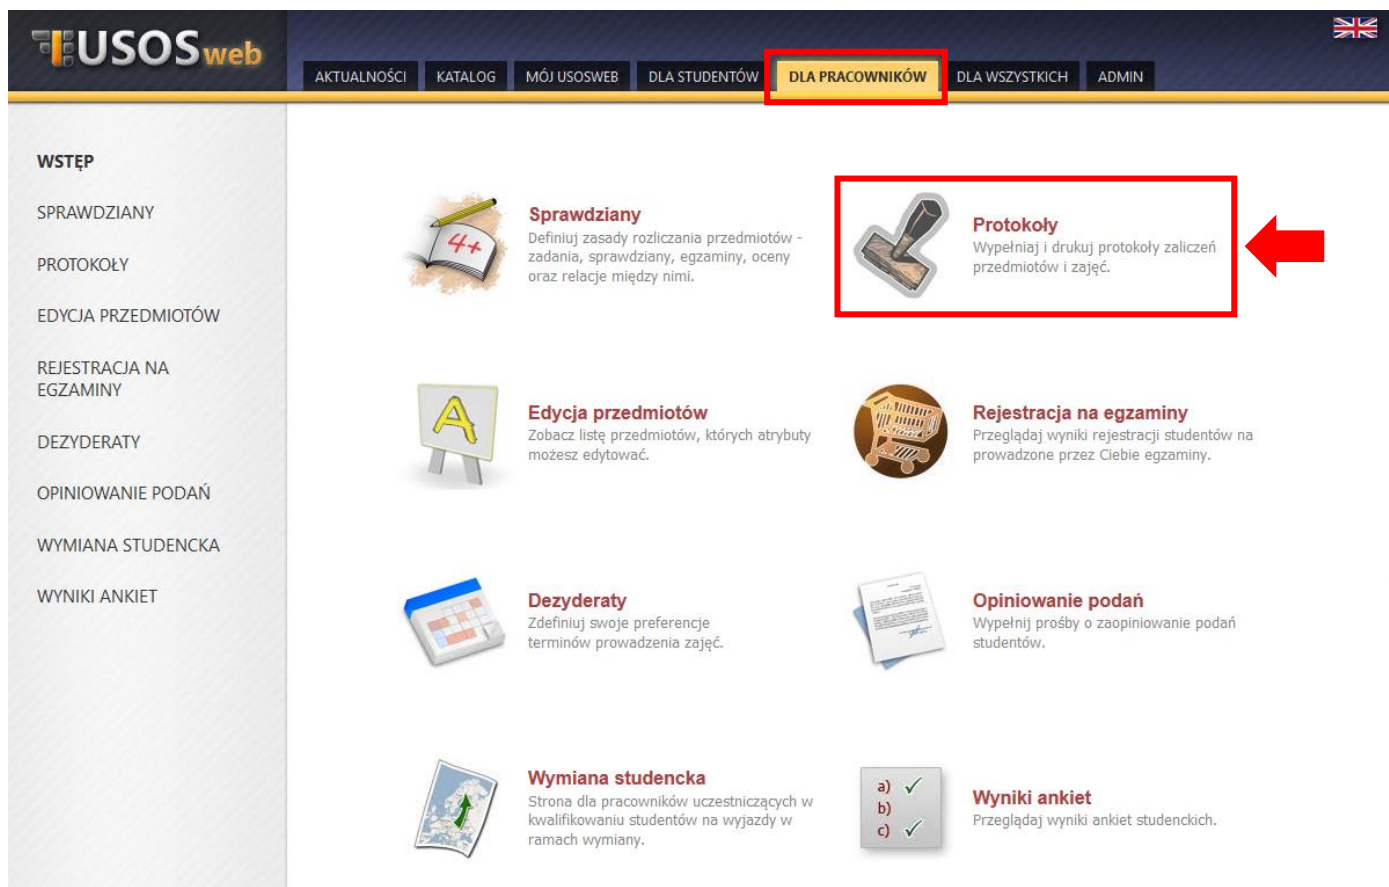 USOSweb
AKTUALNOŚCI KATALOG MÓJ USOSWEB DLA STUDENTÓW DLA PRACOWNIKÓW DLA WSZYSTKICH ADMIN
WSTĘP
SPRAWDZIANY
PROTOKOŁY
EDYCJA PRZEDMIOTÓW
REJESTRACJA NA
EGZAMINY
DEZYDERATY
OPINIOWANIE PODAŃ
WYMIANA STUDENCKA
WYNIKI ANKIET
4+
Sprawdziany
Definiuj zasady rozliczania przedmiotów -
zadania, sprawdziany, egzaminy, oceny
oraz relacje między nimi.
Protokoły
Wypełniaj i drukuj protokoły zaliczeń
przedmiotów i zajęć.
A
Edycja przedmiotów
Zobacz listę przedmiotów, których atrybuty
możesz edytować.
Rejestracja na egzaminy
Przeglądaj wyniki rejestracji studentów na
prowadzone przez Ciebie egzaminy.
Dezyderaty
Zdefiniuj swoje preferencje
terminów prowadzenia zajęć.
Opiniowanie podań
Wypełnij prośby o zaopiniowanie podań
studentów.
Wymiana studencka
Strona dla pracowników uczestniczących w
kwalifikowaniu studentów na wyjazdy w
ramach wymiany.
a) ✓
b)
c) ✓
Wyniki ankiet
Przeglądaj wyniki ankiet studenckich.